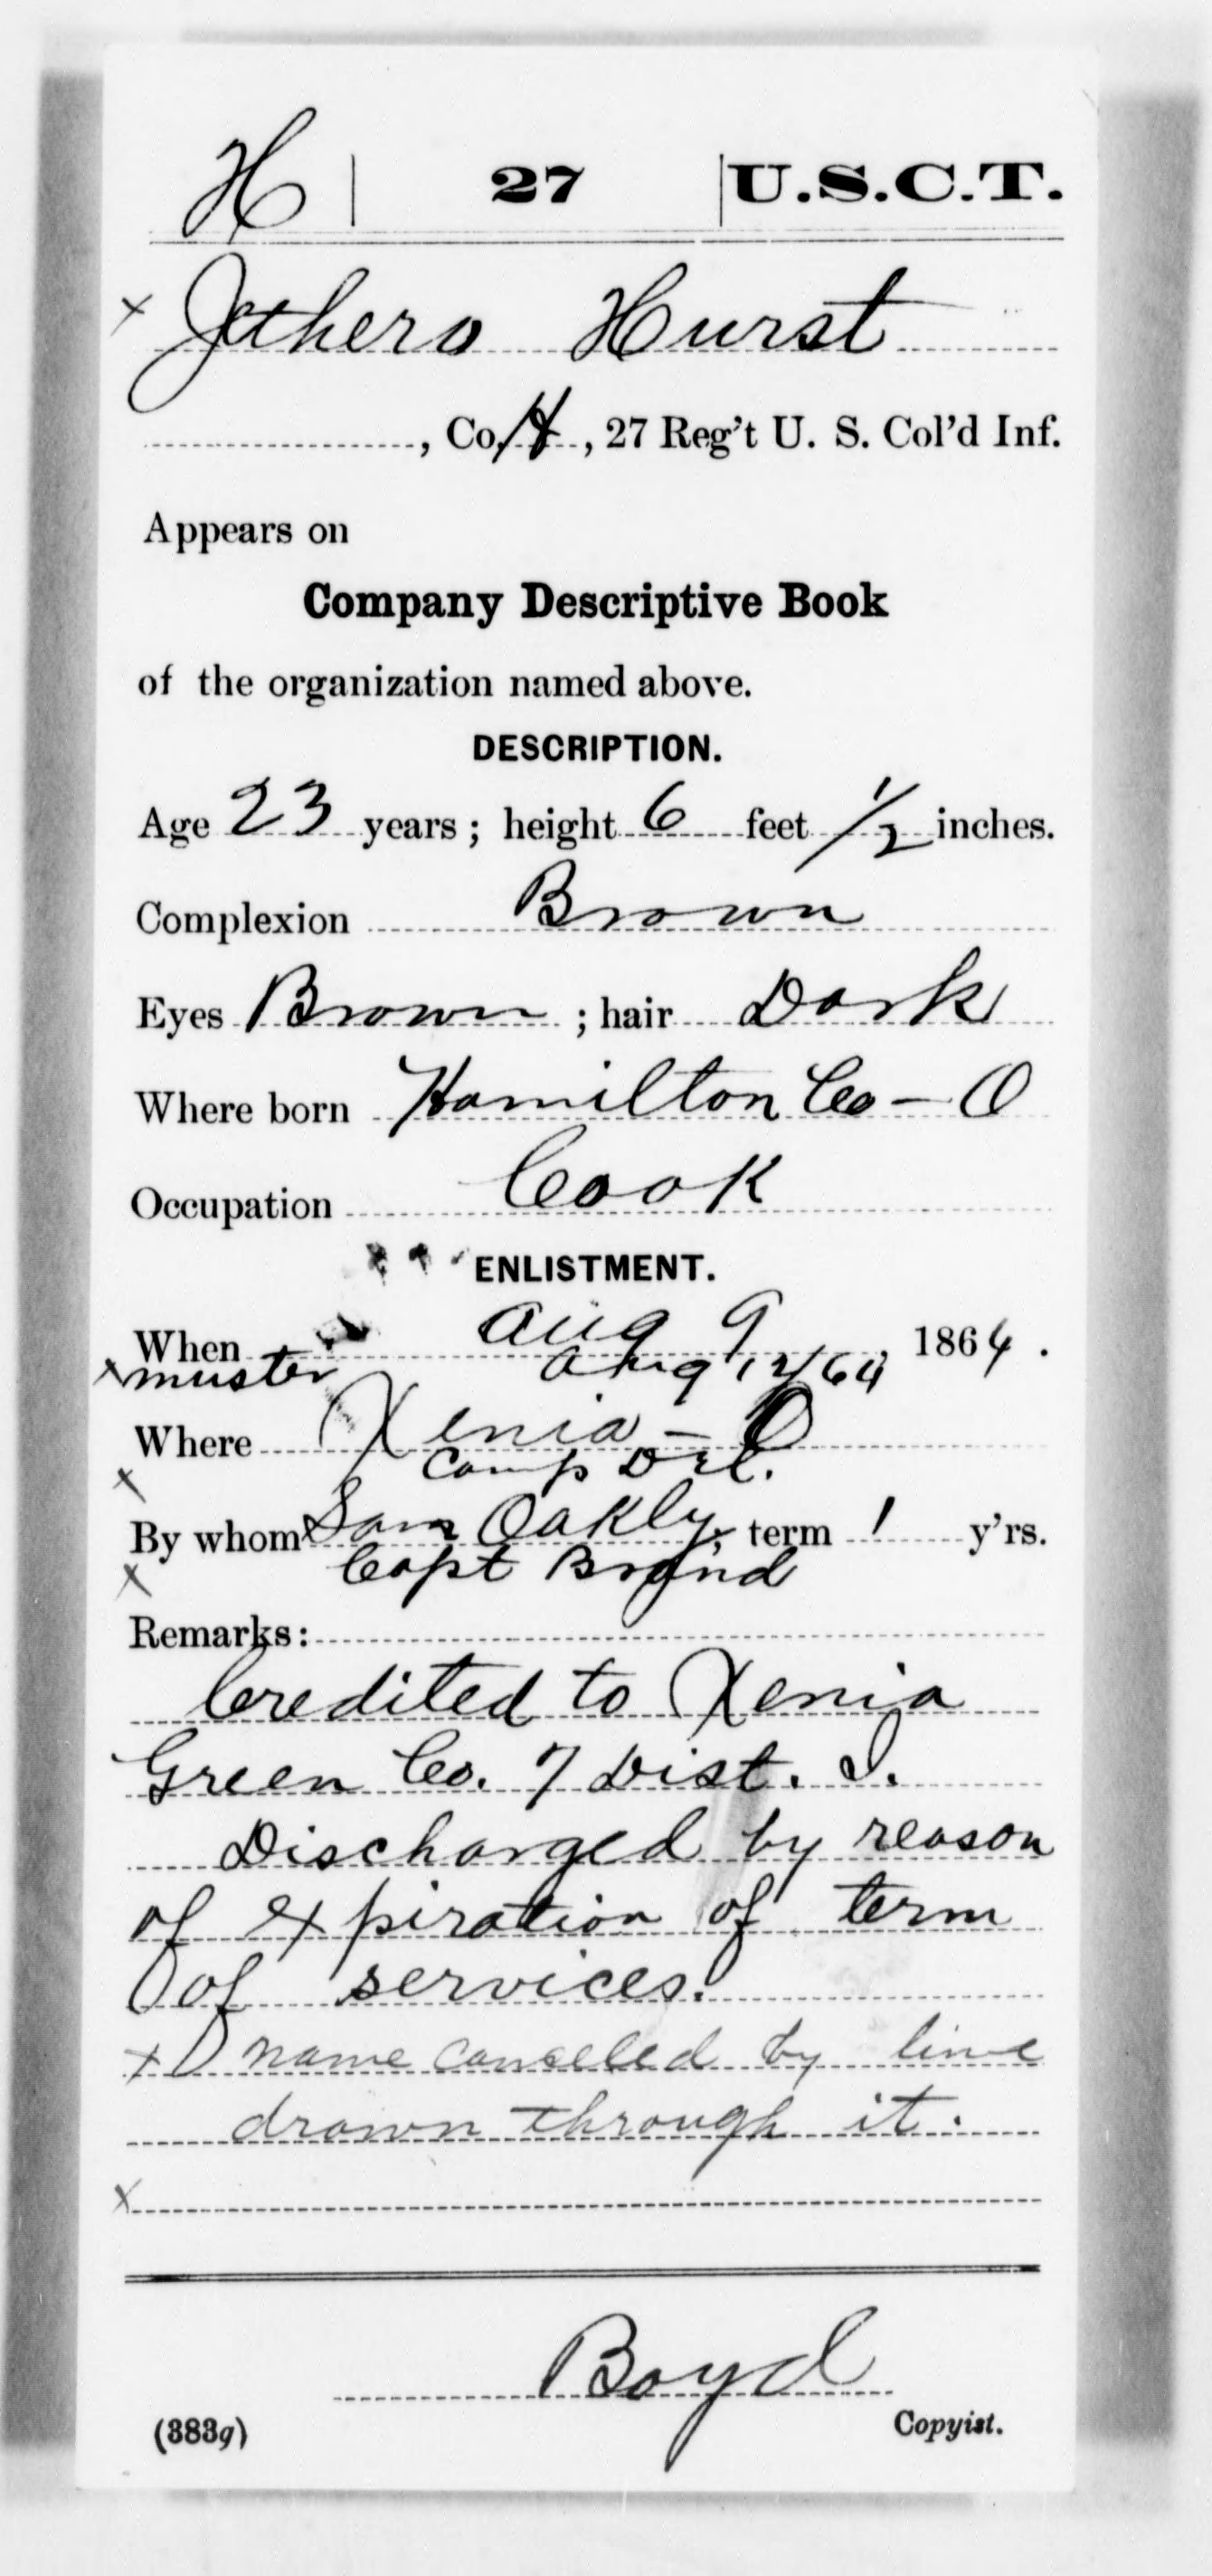 H 27 U.S.C.T.
x Jethero Hurst
, Co. H, 27 Reg't U. S. Col'd Inf.
Appears on
Company Descriptive Book
of the organization named above.
DESCRIPTION.
Age 23 years; height 6 feet 1/2 inches.
Complexion Brown
Eyes Brown; hair Dark
Where born Hamilton Co - O
Occupation Cook
ENLISTMENT.
When Aug 9, 1864.
x muster Aug 12/64
Where Xenia - O
x Camp Del.
By whom Sam Oakly; term 1 y'rs.
x Capt
Remarks:
Credited to Xenia
Green Co. 7 Dist. O.
Discharged by reason
of expiration of term
of services.
x name canceled by line
drawn through it.
x
Boyd
(383g) Copyist.